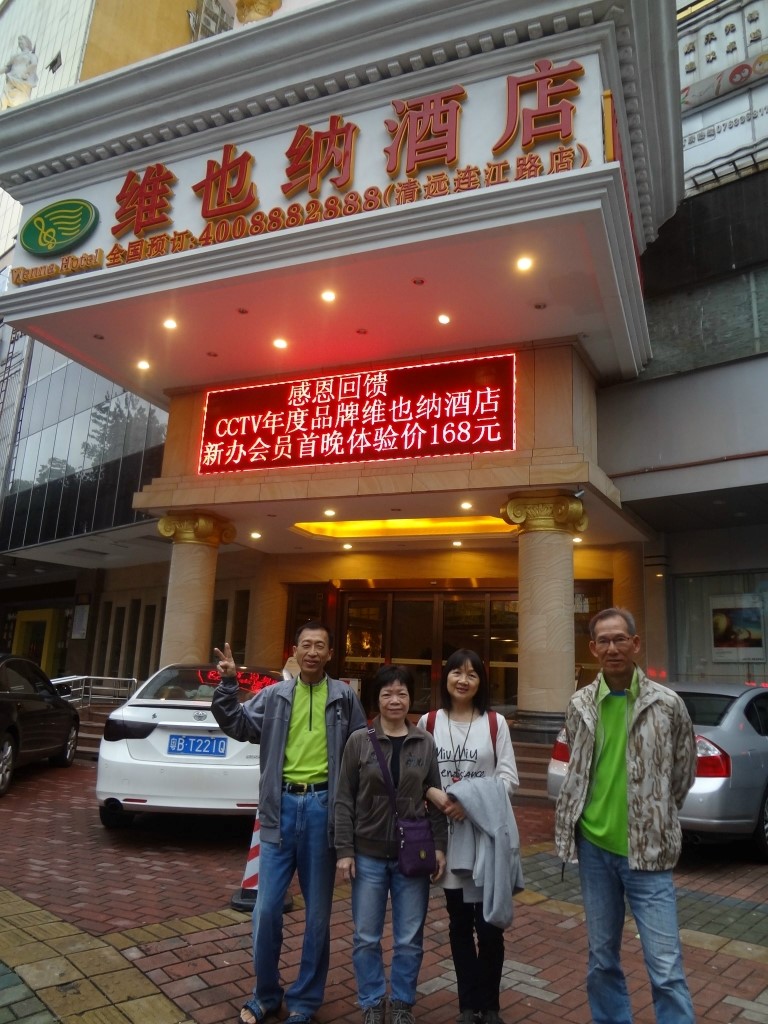 维也纳酒店
Vienna Hotel
全国预订:4008882888(清远连江路店)
感恩回馈
CCTV年度品牌维也纳酒店
新办会员首晚体验价168元
粤B·T221Q
MIU MIU